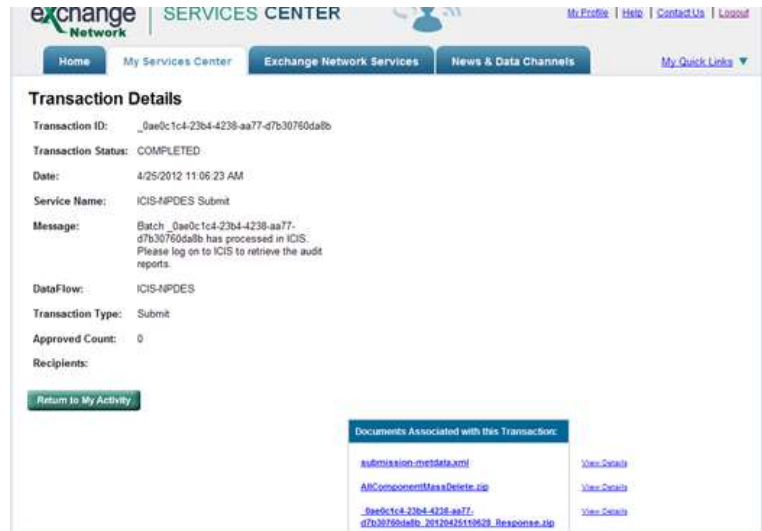 exchange
Network
SERVICES CENTER
My Profile | Help | Contact Us | Logout
Home
My Services Center
Exchange Network Services
News & Data Channels
My Quick Links ▼
Transaction Details
Transaction ID: _0ae0c1c4-23b4-4238-aa77-d7b30760da8b
Transaction Status: COMPLETED
Date: 4/25/2012 11:06:23 AM
Service Name: ICIS-NPDES Submit
Message: Batch _0ae0c1c4-23b4-4238-aa77-
d7b30760da8b has processed in ICIS.
Please log on to ICIS to retrieve the audit
reports.
DataFlow: ICIS-NPDES
Transaction Type: Submit
Approved Count: 0
Recipients:
Return to My Activity
Documents Associated with this Transaction:
submission-metdata.xml View Details
AllComponentMassDelete.zip View Details
_0ae0c1c4-23b4-4238-aa77- View Details
d7b30760da8b_20120425110628_Response.zip